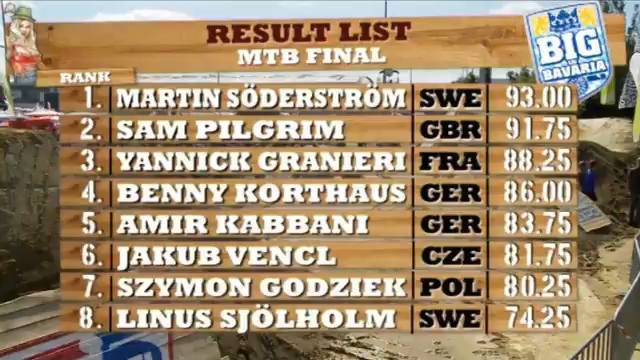 RESULT LIST
MTB FINAL
BIG
IN
BAVARIA
RANK
1. MARTIN SÖDERSTRÖM SWE 93.00
2. SAM PILGRIM GBR 91.75
3. YANNICK GRANIERI FRA 88.25
4. BENNY KORTHAUS GER 86.00
5. AMIR KABBANI GER 83.75
6. JAKUB VENCL CZE 81.75
7. SZYMON GODZIEK POL 80.25
8. LINUS SJÖLHOLM SWE 74.25